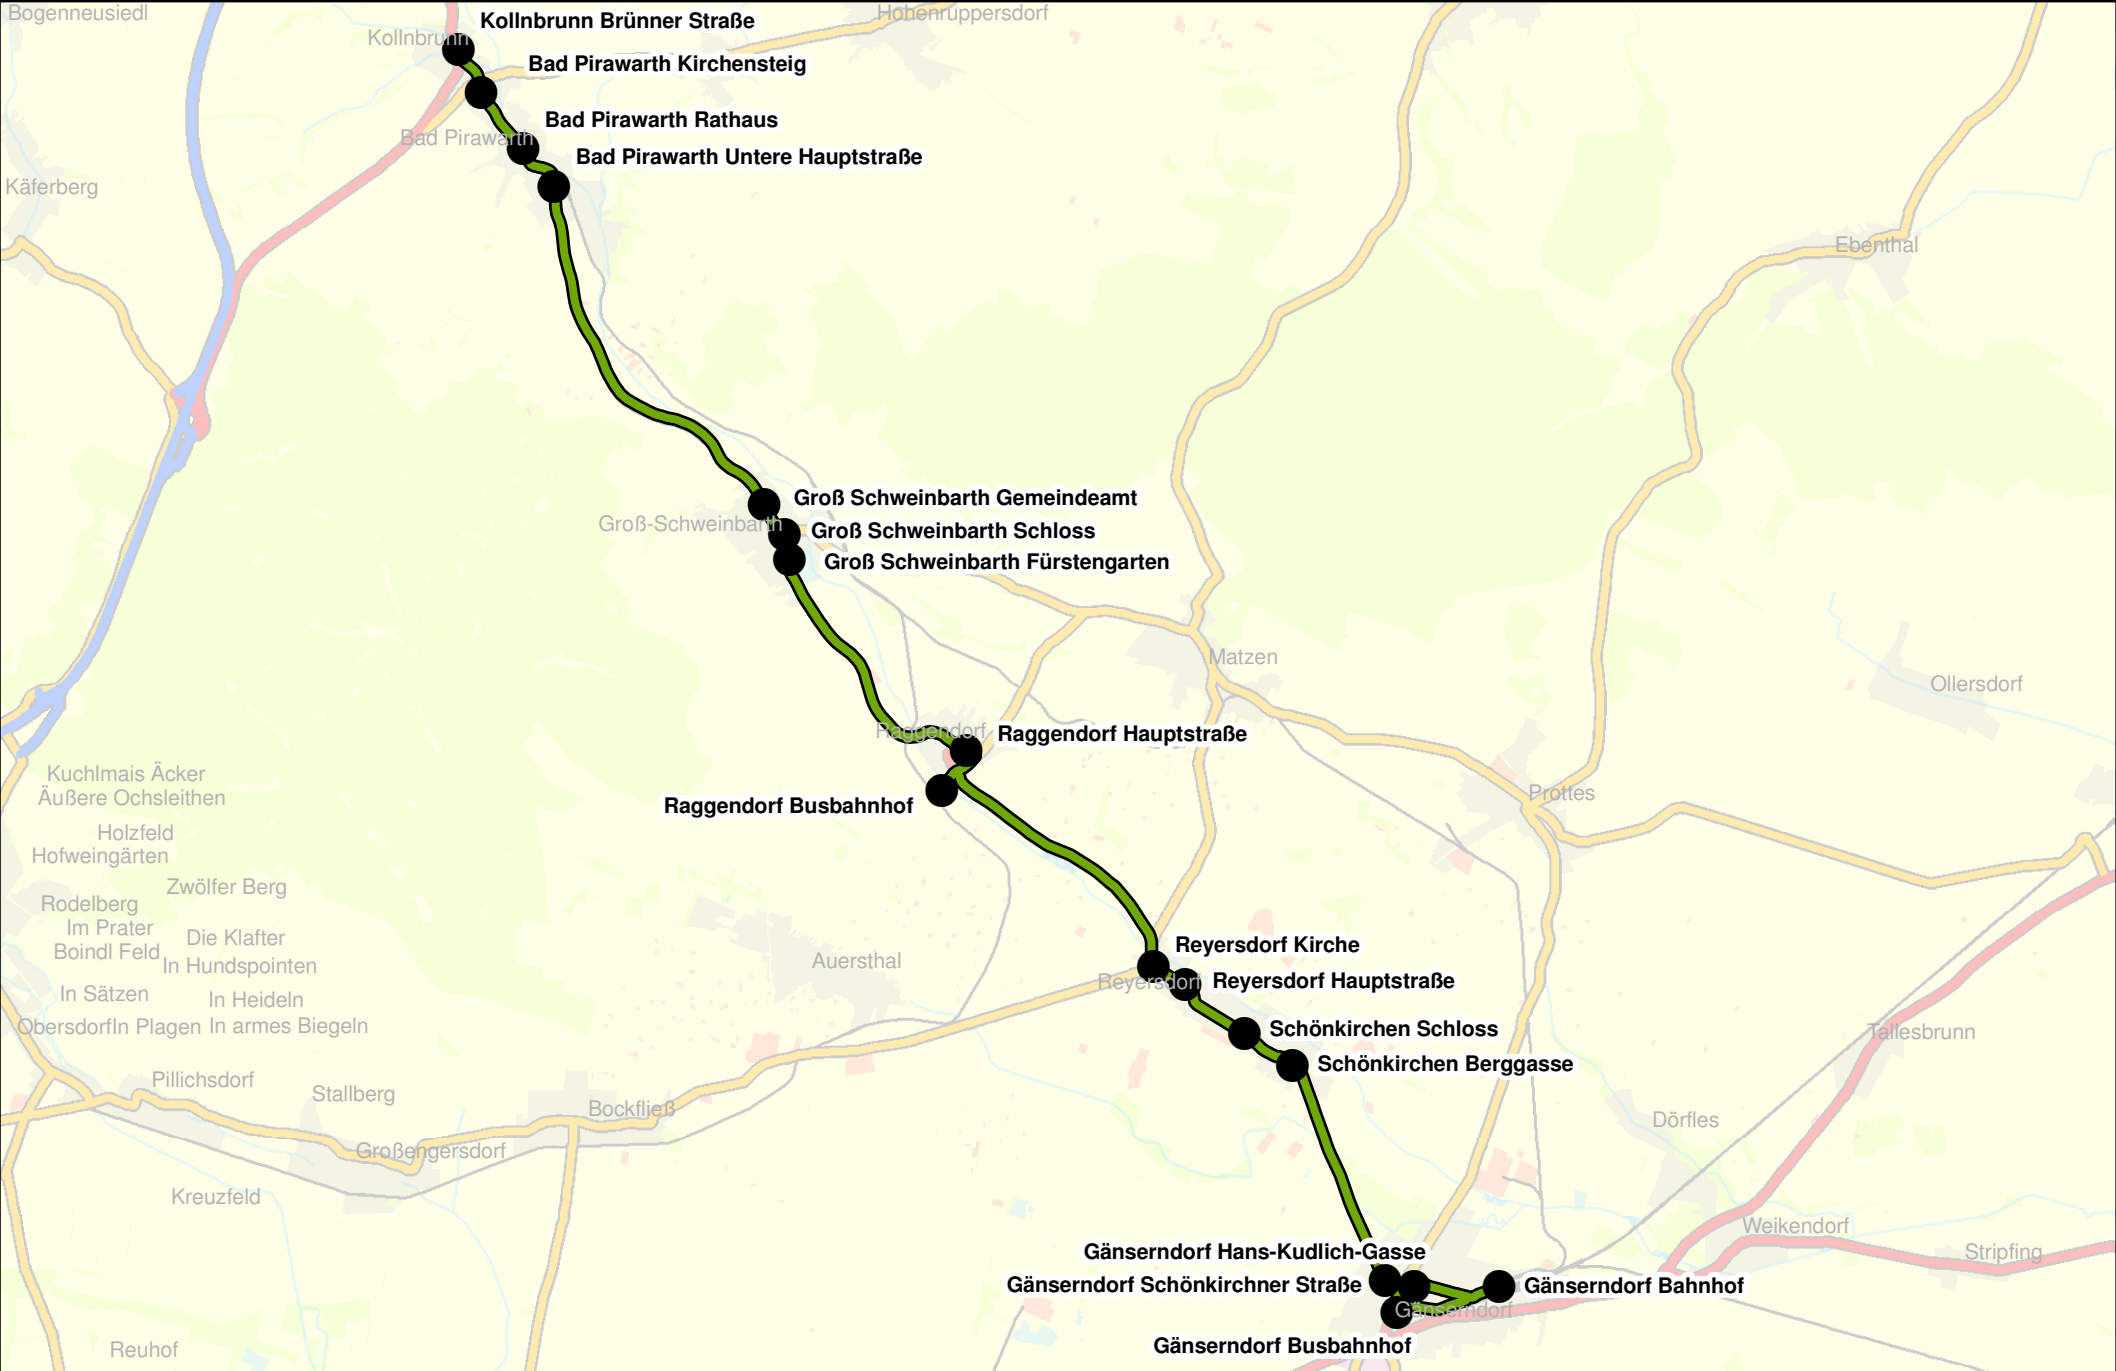 Bogenneusiedl
Kollnbrunn Brünner Straße
Hohenruppersdorf
Kollnbrunn
Bad Pirawarth Kirchensteig
Bad Pirawarth Rathaus
Bad Pirawarth
Bad Pirawarth Untere Hauptstraße
Käferberg
Ebenthal
Groß Schweinbarth Gemeindeamt
Groß-Schweinbarth
Groß Schweinbarth Schloss
Groß Schweinbarth Fürstengarten
Matzen
Ollersdorf
Raggendorf
Raggendorf Hauptstraße
Kuchlmais Äcker
Äußere Ochsleithen
Raggendorf Busbahnhof
Prottes
Holzfeld
Hofweingärten
Zwölfer Berg
Rodelberg
Im Prater
Die Klafter
Boindl Feld
In Hundspointen
Auersthal
Reyersdorf Kirche
Reyersdorf
Reyersdorf Hauptstraße
In Sätzen
In Heideln
Obersdorf
In Plagen
In armes Biegeln
Schönkirchen Schloss
Tallesbrunn
Schönkirchen Berggasse
Pillichsdorf
Stallberg
Bockfließ
Dörfles
Großengersdorf
Kreuzfeld
Weikendorf
Stripfing
Gänserndorf Hans-Kudlich-Gasse
Gänserndorf Schönkirchner Straße
Gänserndorf Bahnhof
Gänserndorf
Gänserndorf Busbahnhof
Reuhof